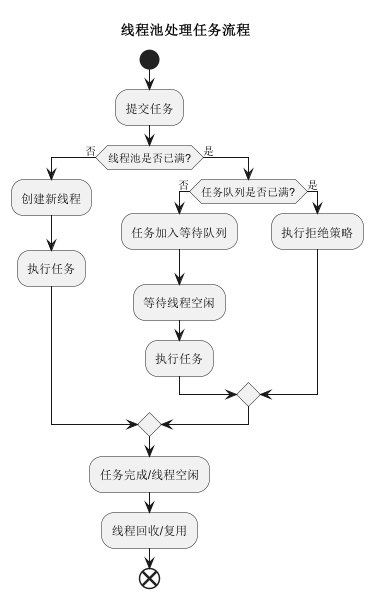 线程池处理任务流程
提交任务
否
线程池是否已满?
是
创建新线程
执行任务
否
任务队列是否已满?
是
任务加入等待队列
执行拒绝策略
等待线程空闲
执行任务
任务完成/线程空闲
线程回收/复用